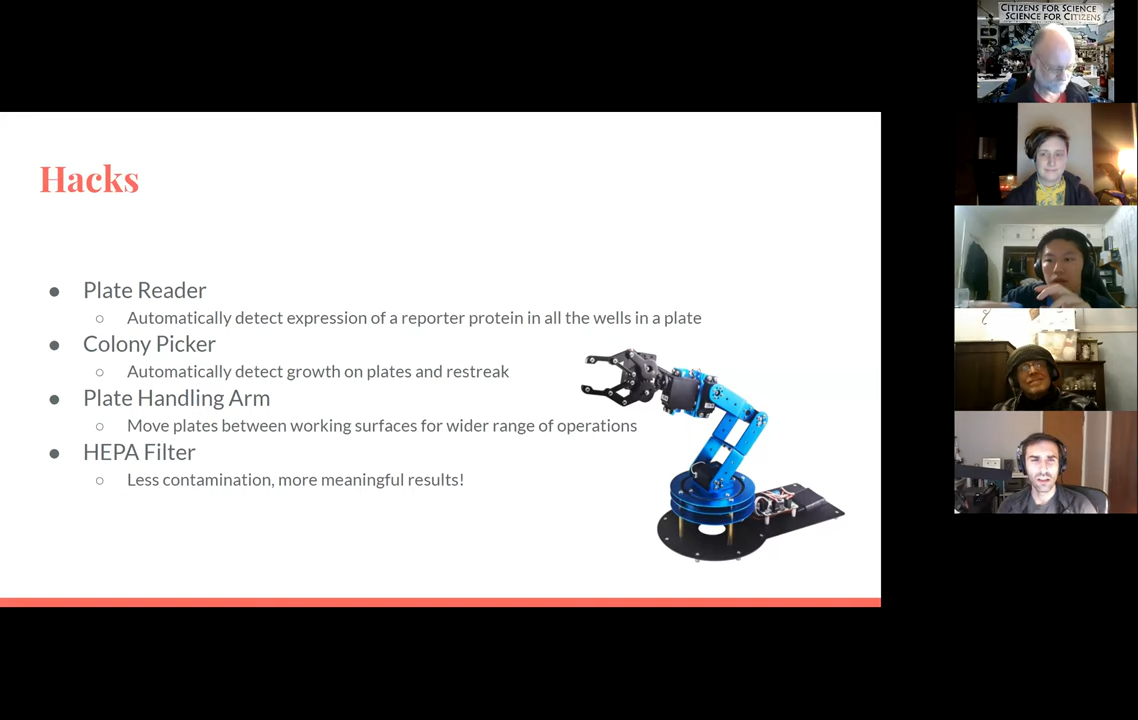 CITIZENS FOR SCIENCE
SCIENCE FOR CITIZENS
Hacks
Plate Reader
Automatically detect expression of a reporter protein in all the wells in a plate
Colony Picker
Automatically detect growth on plates and restreak
Plate Handling Arm
Move plates between working surfaces for wider range of operations
HEPA Filter
Less contamination, more meaningful results!